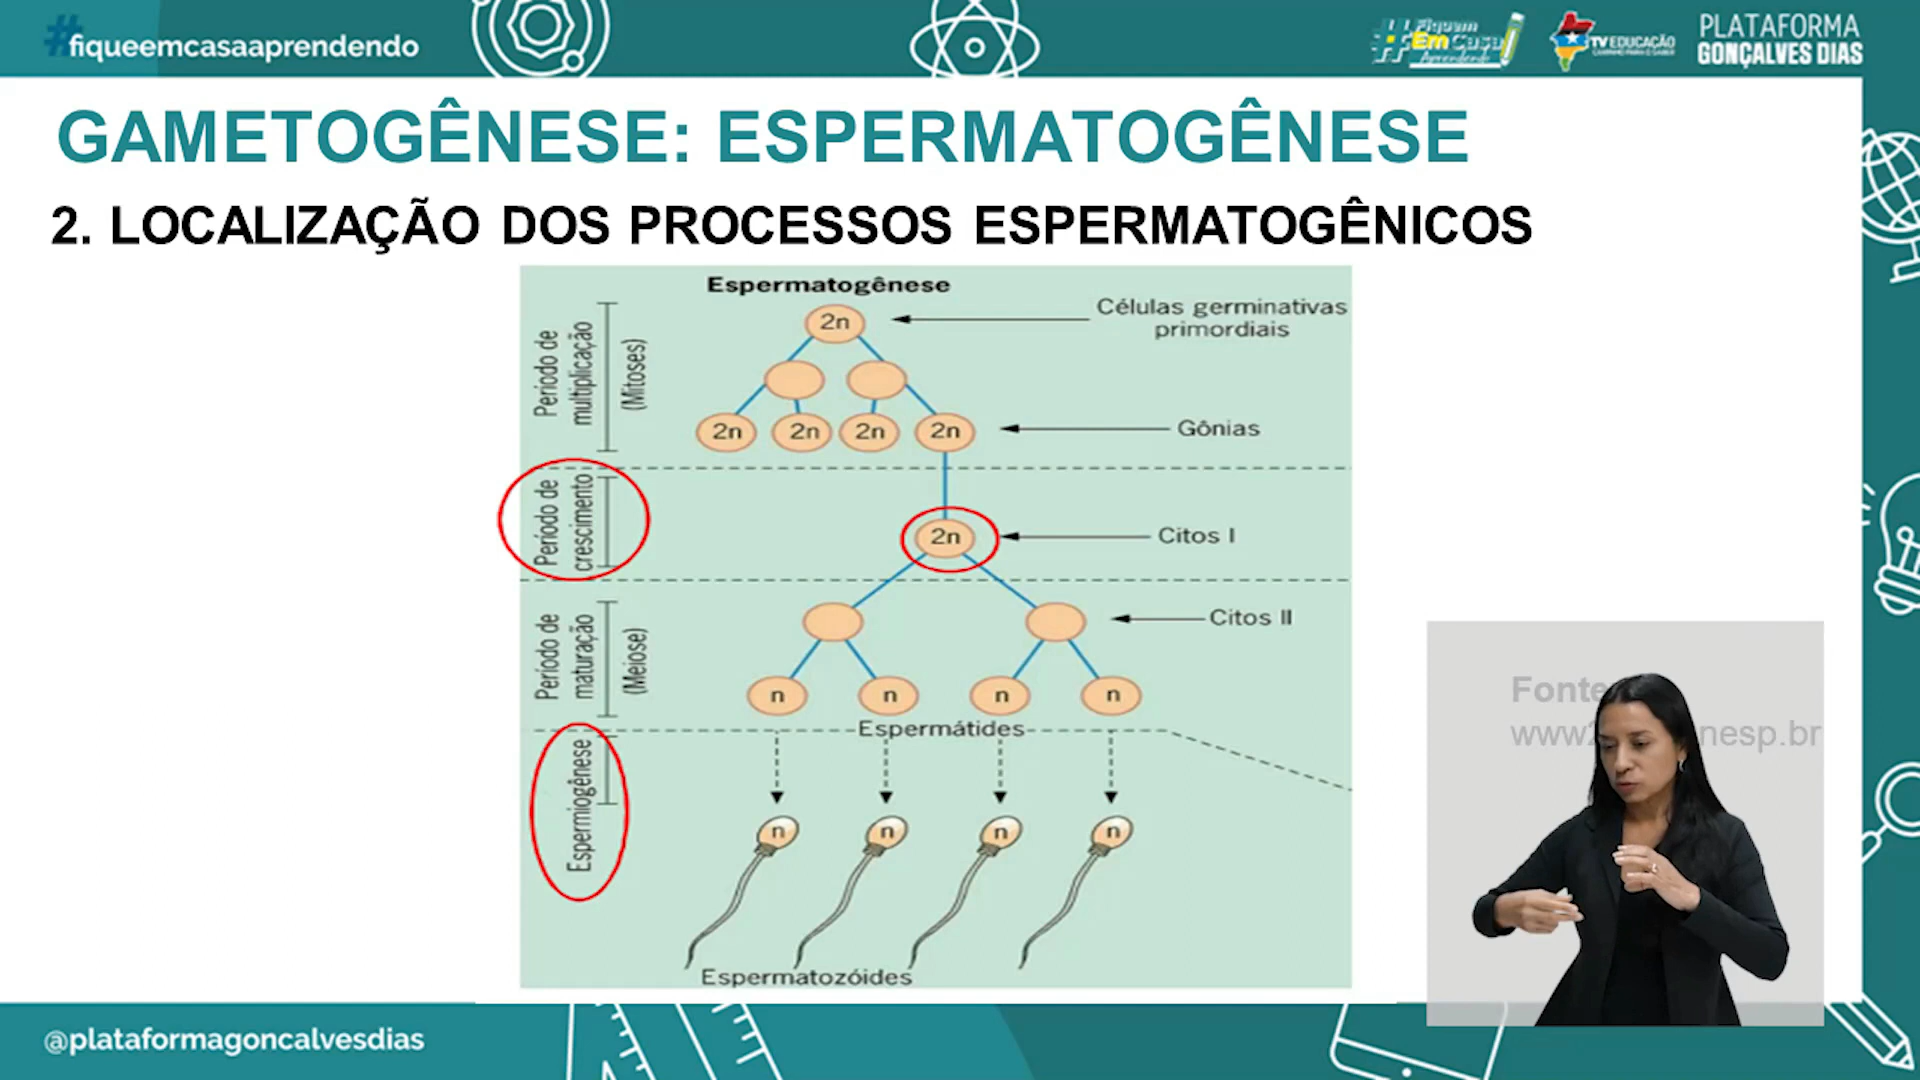 #fiqueemcasaaprendendo
#Fiquem
Em Casa
Aprendendo
TV EDUCAÇÃO
PLATAFORMA
GONÇALVES DIAS
GAMETOGÊNESE: ESPERMATOGÊNESE
2. LOCALIZAÇÃO DOS PROCESSOS ESPERMATOGÊNICOS
Espermatogênese
Período de
multiplicação
(Mitoses)
2n
Células germinativas
primordiais
2n 2n 2n 2n
Gônias
Período de
crescimento
2n
Citos I
Período de
maturação
(Meiose)
Citos II
n n n n
Espermátides
Espermiogênese
n n n n
Espermatozóides
Fonte
www2 nesp.br
@plataformagoncalvesdias